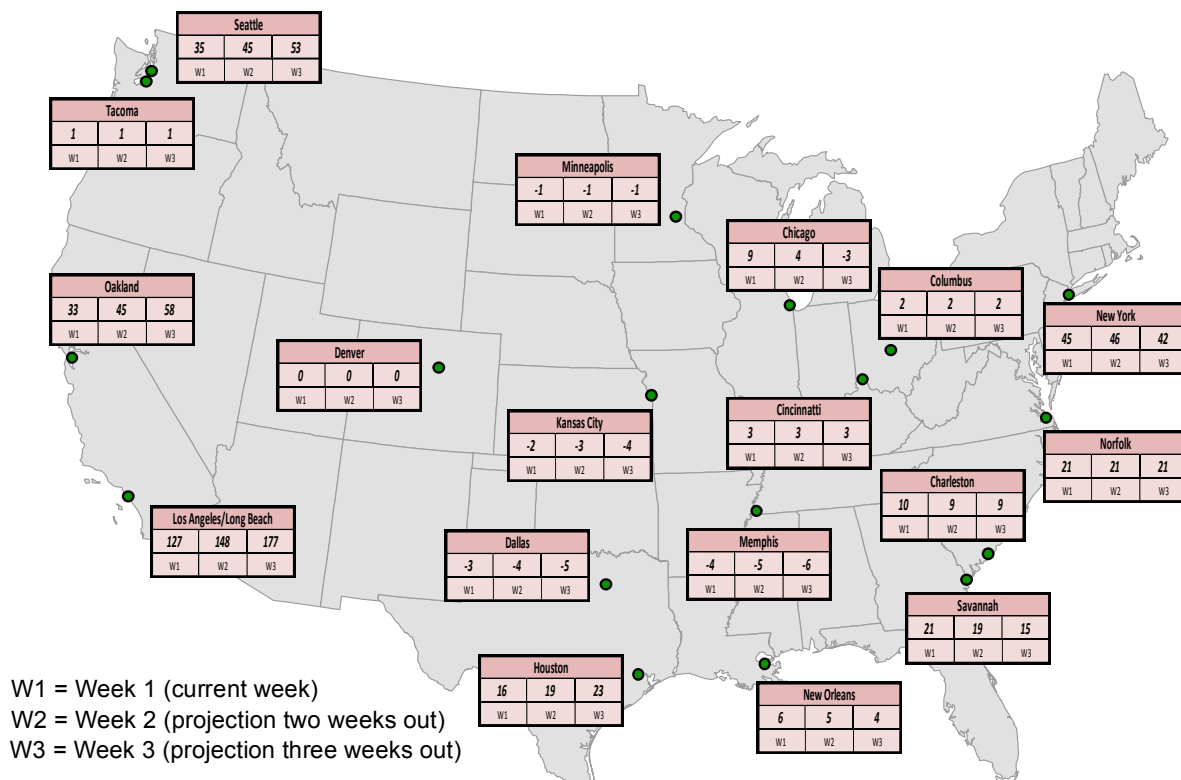 Seattle
35 45 53
W1 W2 W3
Tacoma
1 1 1
W1 W2 W3
Minneapolis
-1 -1 -1
W1 W2 W3
Chicago
9 4 -3
W1 W2 W3
Columbus
2 2 2
W1 W2 W3
Oakland
33 45 58
W1 W2 W3
New York
45 46 42
W1 W2 W3
Denver
0 0 0
W1 W2 W3
Cincinnatti
3 3 3
W1 W2 W3
Kansas City
-2 -3 -4
W1 W2 W3
Norfolk
21 21 21
W1 W2 W3
Charleston
10 9 9
W1 W2 W3
Los Angeles/Long Beach
127 148 177
W1 W2 W3
Dallas
-3 -4 -5
W1 W2 W3
Memphis
-4 -5 -6
W1 W2 W3
Savannah
21 19 15
W1 W2 W3
Houston
16 19 23
W1 W2 W3
New Orleans
6 5 4
W1 W2 W3
W1 = Week 1 (current week)
W2 = Week 2 (projection two weeks out)
W3 = Week 3 (projection three weeks out)